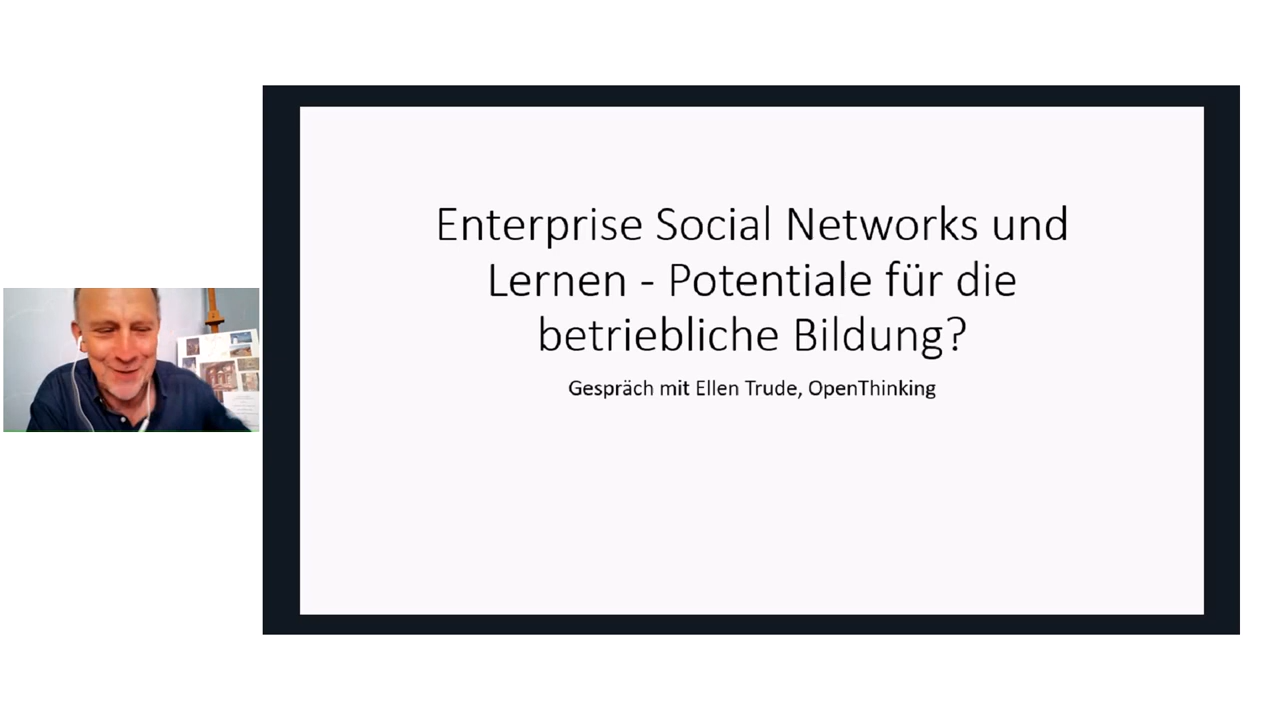 Enterprise Social Networks und
Lernen - Potentiale für die
betriebliche Bildung?
Gespräch mit Ellen Trude, OpenThinking